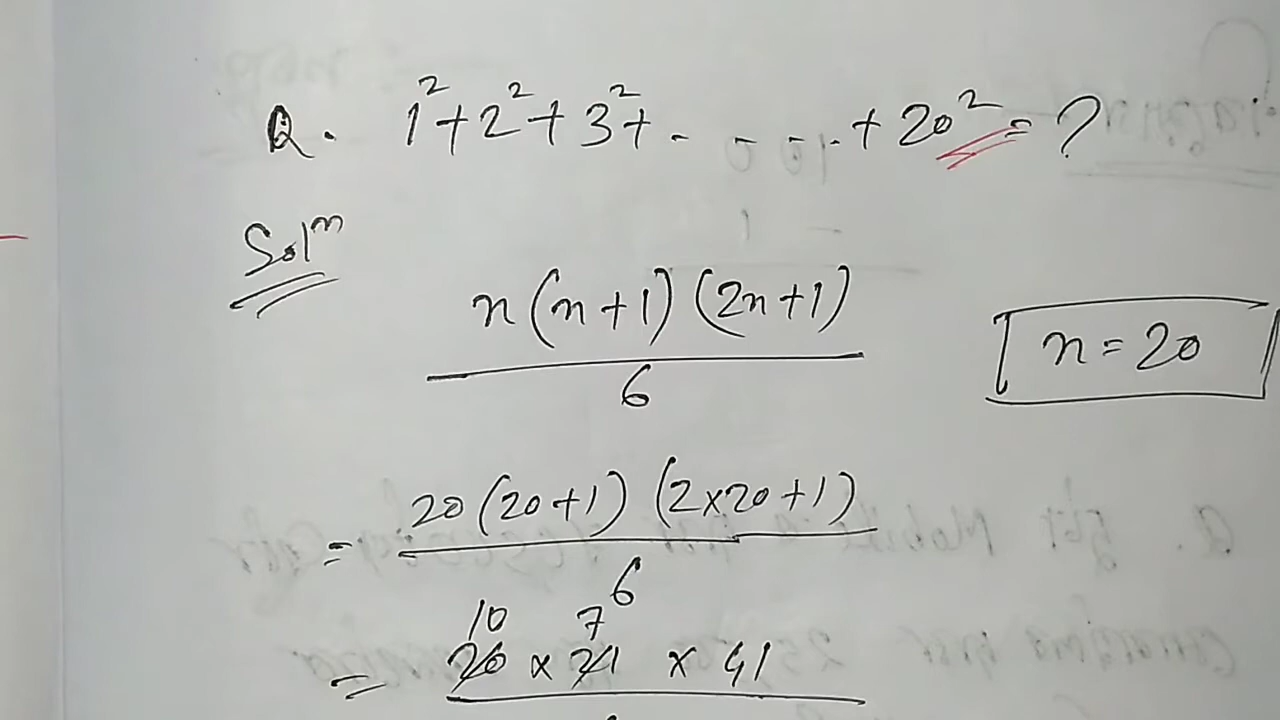 Q. 1²+2²+3²+- - - -+20²=?
Solⁿ
n(n+1)(2n+1)
6
n=20
20(20+1)(2×20+1)
=
6
10 7
= 20 × 21 × 41